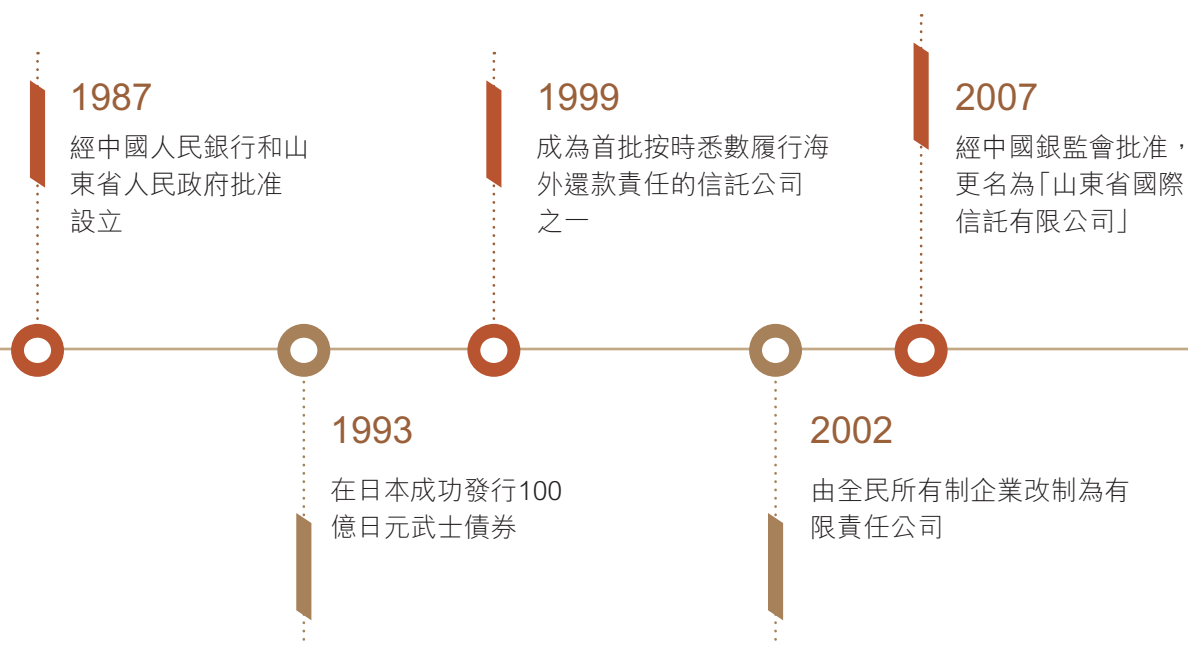 1987
經中國人民銀行和山
東省人民政府批准
設立
1993
在日本成功發行100
億日元武士債券
1999
成為首批按時悉數履行海
外還款責任的信託公司
之一
2002
由全民所有制企業改制為有
限責任公司
2007
經中國銀監會批准，
更名為「山東省國際
信託有限公司」